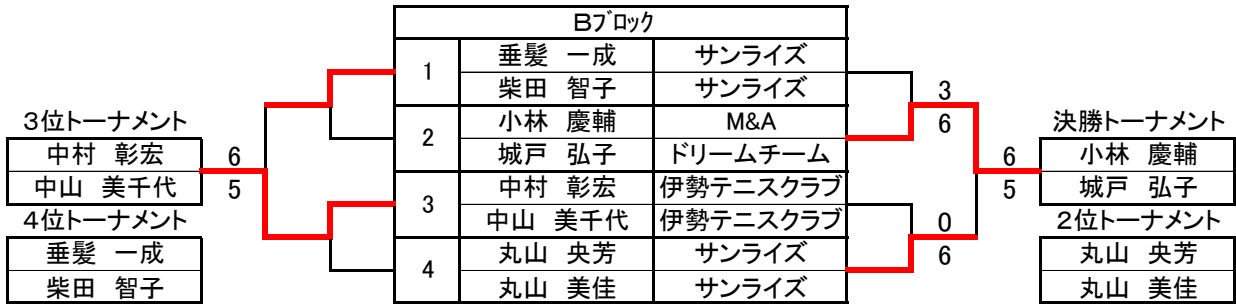 Bブロック
1 垂髪 一成 サンライズ
柴田 智子 サンライズ
2 小林 慶輔 M&A
城戸 弘子 ドリームチーム
3 中村 彰宏 伊勢テニスクラブ
中山 美千代 伊勢テニスクラブ
4 丸山 央芳 サンライズ
丸山 美佳 サンライズ
3位トーナメント
中村 彰宏
中山 美千代
4位トーナメント
垂髪 一成
柴田 智子
6
5
3
6
0
6
6
5
決勝トーナメント
小林 慶輔
城戸 弘子
2位トーナメント
丸山 央芳
丸山 美佳